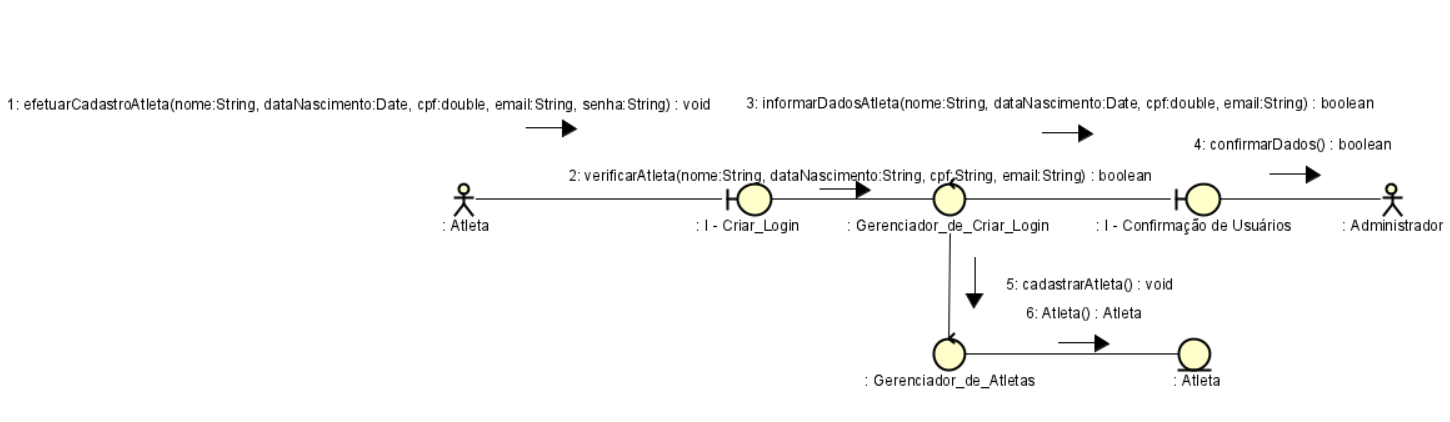 1: efetuarCadastroAtleta(nome:String, dataNascimento:Date, cpf:double, email:String, senha:String) : void
3: informarDadosAtleta(nome:String, dataNascimento:Date, cpf:double, email:String) : boolean
4: confirmarDados() : boolean
2: verificarAtleta(nome:String, dataNascimento:String, cpf:String, email:String) : boolean
: Atleta
: I - Criar_Login
: Gerenciador_de_Criar_Login
: I - Confirmação de Usuários
: Administrador
5: cadastrarAtleta() : void
6: Atleta() : Atleta
: Gerenciador_de_Atletas
: Atleta